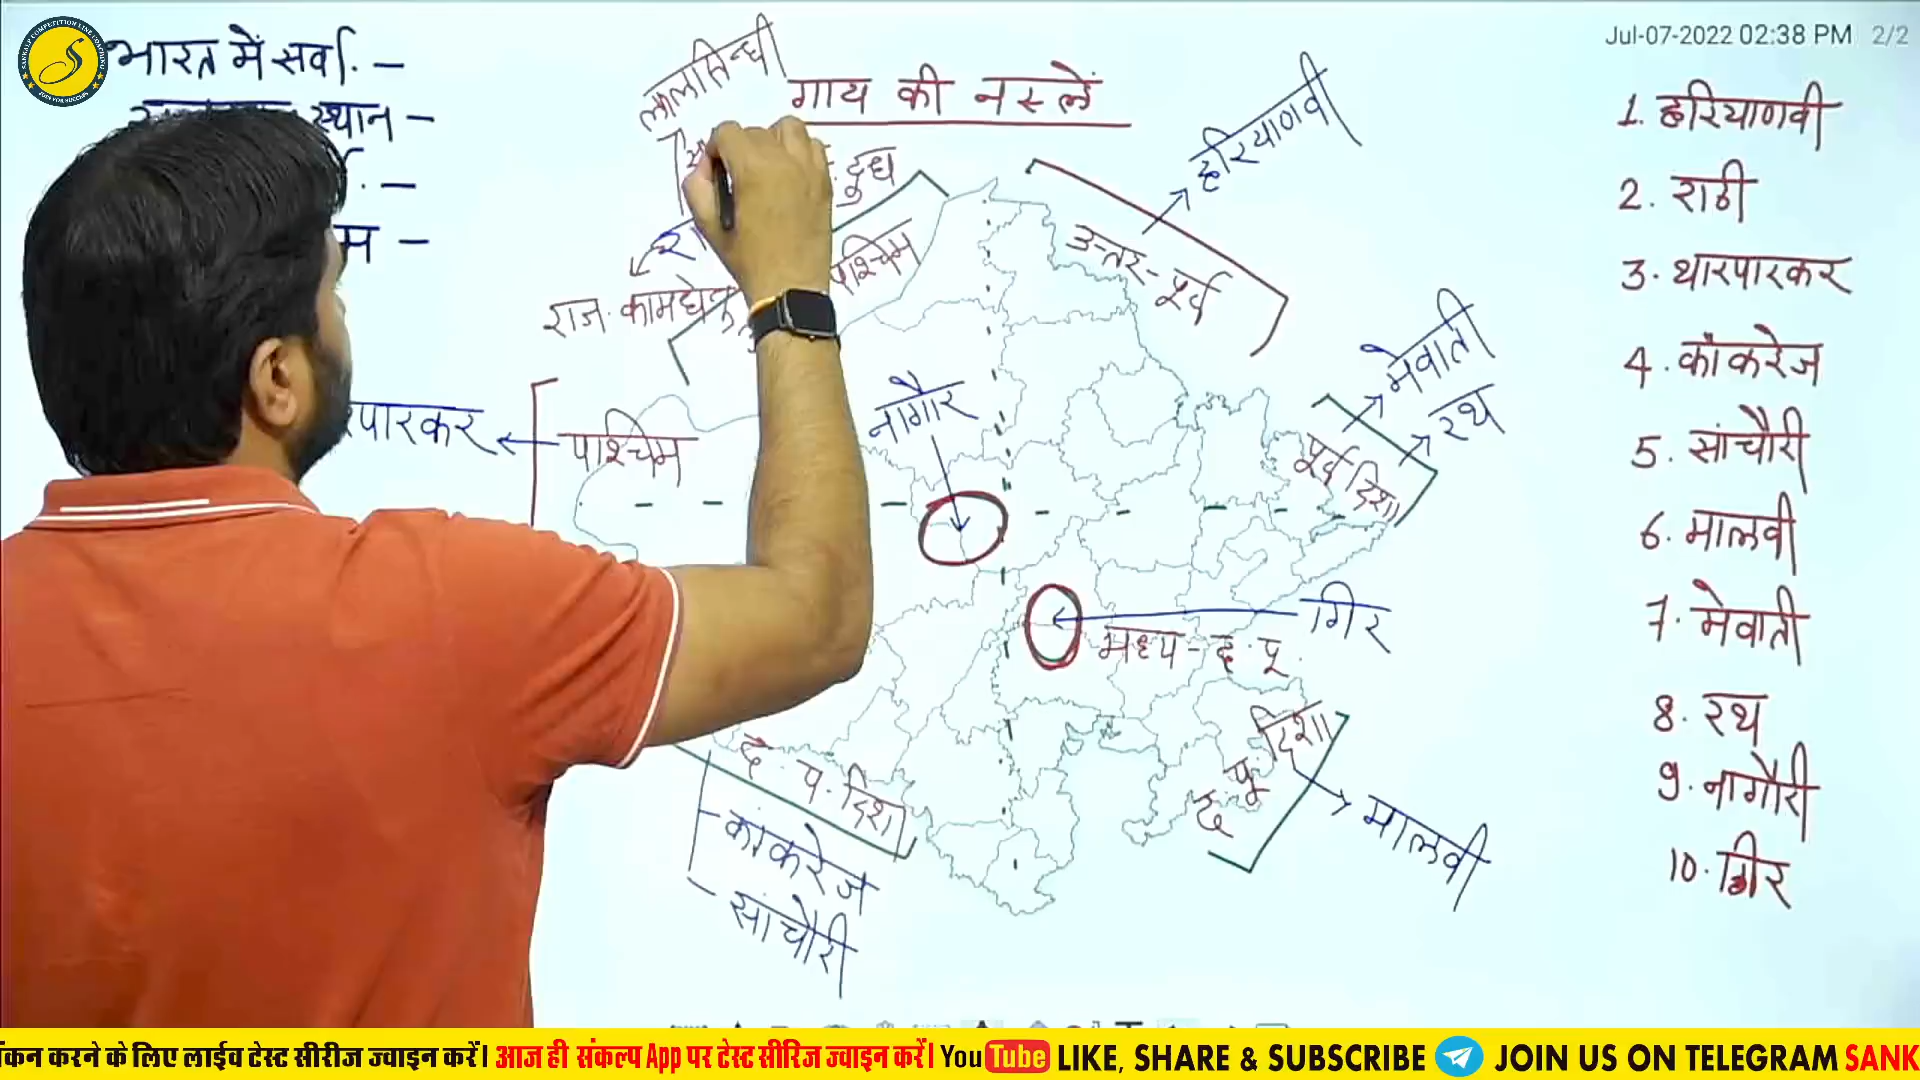 भारत में सर्वा. –
स्थान –
म –
लालसिन्धी
गाय की नस्लें
दुध
हरियाणवी
पश्चिम
उत्तर-पूर्व
राज. कामधेनु
नागौर
मेवाती
रथ
पारकर
पश्चिम
पूर्व दिशा
गिर
मध्य - द. पू.
द. प. दिशा
द. पू. दिशा
मालवी
- कांकरेज
- सांचौरी
Jul-07-2022 02:38 PM 2/2
1. हरियाणवी
2. राठी
3. थारपारकर
4. काँकरेज
5. सांचौरी
6. मालवी
7. मेवाती
8. रथ
9. नागौरी
10. गिर
कन करने के लिए लाईव टेस्ट सीरीज ज्वाइन करें। आज ही संकल्प App पर टेस्ट सीरिज ज्वाइन करें। YouTube LIKE, SHARE & SUBSCRIBE JOIN US ON TELEGRAM SANK